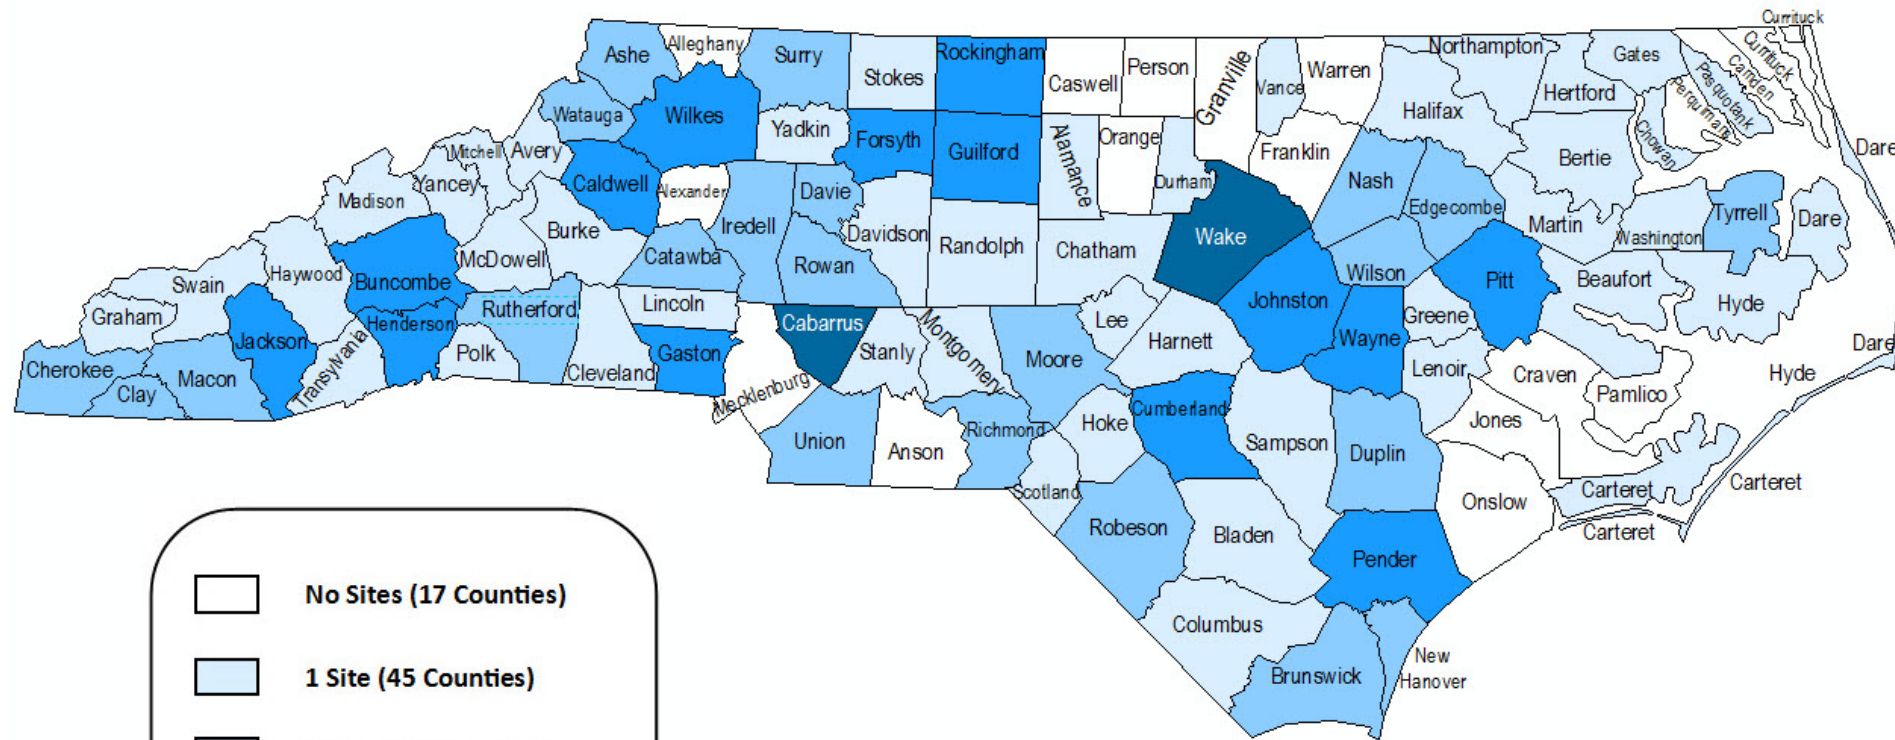 Currituck
Ashe
Alleghany
Surry
Stokes
Rockingham
Caswell
Person
Granville
Vance
Warren
Northampton
Gates
Currituck
Camden
Pasquotank
Perquimans
Hertford
Halifax
Chowan
Watauga
Wilkes
Yadkin
Forsyth
Guilford
Alamance
Orange
Durham
Franklin
Bertie
Dare
Mitchell
Avery
Yancey
Caldwell
Alexander
Davie
Iredell
Nash
Edgecombe
Martin
Washington
Tyrrell
Dare
Madison
Burke
McDowell
Catawba
Rowan
Davidson
Randolph
Chatham
Wake
Wilson
Pitt
Beaufort
Hyde
Swain
Haywood
Buncombe
Rutherford
Lincoln
Cabarrus
Montgomery
Lee
Harnett
Johnston
Wayne
Greene
Graham
Jackson
Henderson
Polk
Transylvania
Cleveland
Gaston
Stanly
Moore
Lenoir
Craven
Pamlico
Hyde
Dare
Cherokee
Clay
Macon
Mecklenburg
Union
Anson
Richmond
Hoke
Cumberland
Sampson
Duplin
Jones
Scotland
Robeson
Bladen
Onslow
Carteret
Carteret
Carteret
Pender
Columbus
Brunswick
New
Hanover
No Sites (17 Counties)
1 Site (45 Counties)